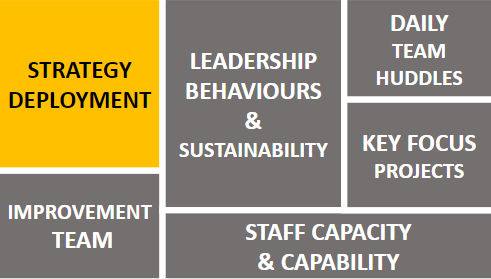 STRATEGY
DEPLOYMENT
LEADERSHIP
BEHAVIOURS
&
SUSTAINABILITY
DAILY
TEAM
HUDDLES
KEY FOCUS
PROJECTS
IMPROVEMENT
TEAM
STAFF CAPACITY
& CAPABILITY